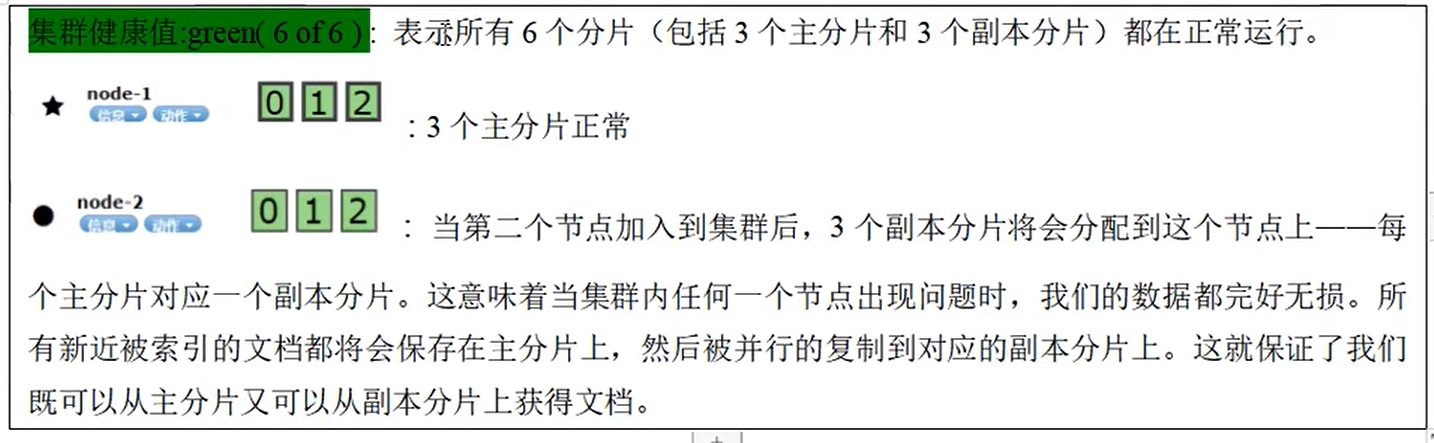 集群健康值:green( 6 of 6 ): 表示所有 6 个分片（包括 3 个主分片和 3 个副本分片）都在正常运行。
node-1
信息 动作
0 1 2
: 3 个主分片正常
node-2
信息 动作
0 1 2
： 当第二个节点加入到集群后，3 个副本分片将会分配到这个节点上——每
个主分片对应一个副本分片。这意味着当集群内任何一个节点出现问题时，我们的数据都完好无损。所
有新近被索引的文档都将会保存在主分片上，然后被并行的复制到对应的副本分片上。这就保证了我们
既可以从主分片又可以从副本分片上获得文档。